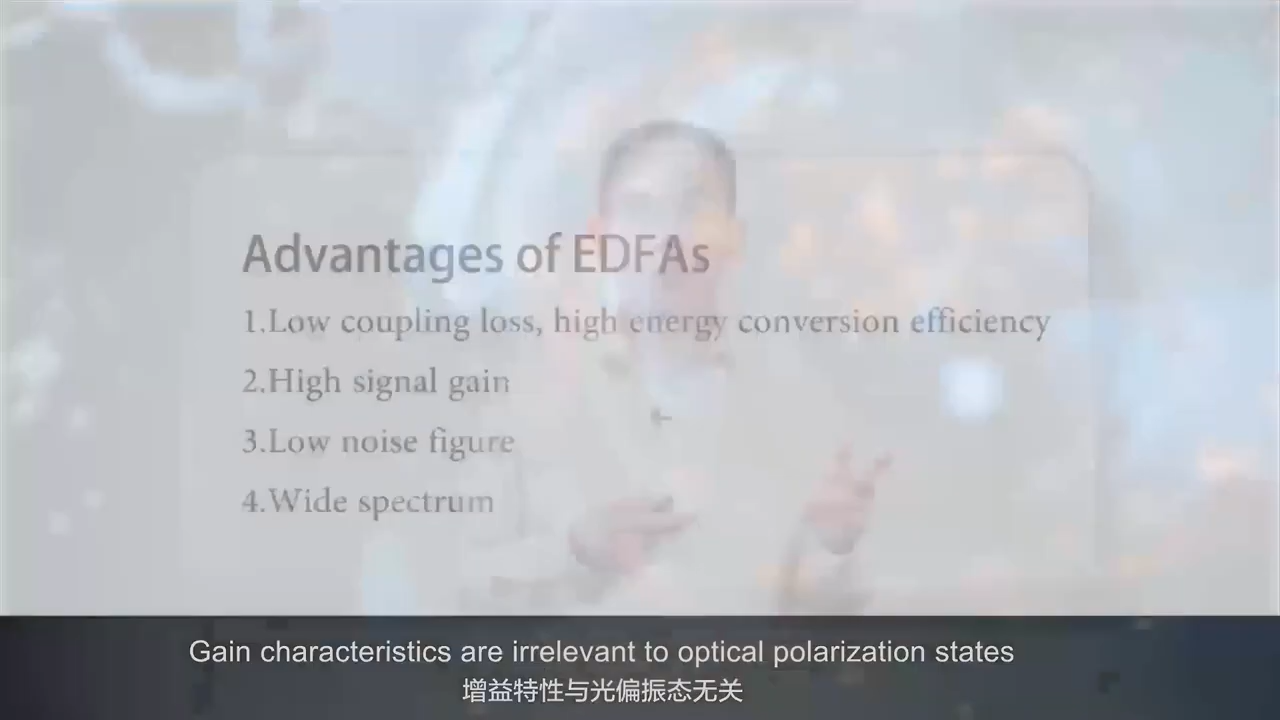 Advantages of EDFAs
1.Low coupling loss, high energy conversion efficiency
2.High signal gain
3.Low noise figure
4.Wide spectrum
Gain characteristics are irrelevant to optical polarization states
增益特性与光偏振态无关